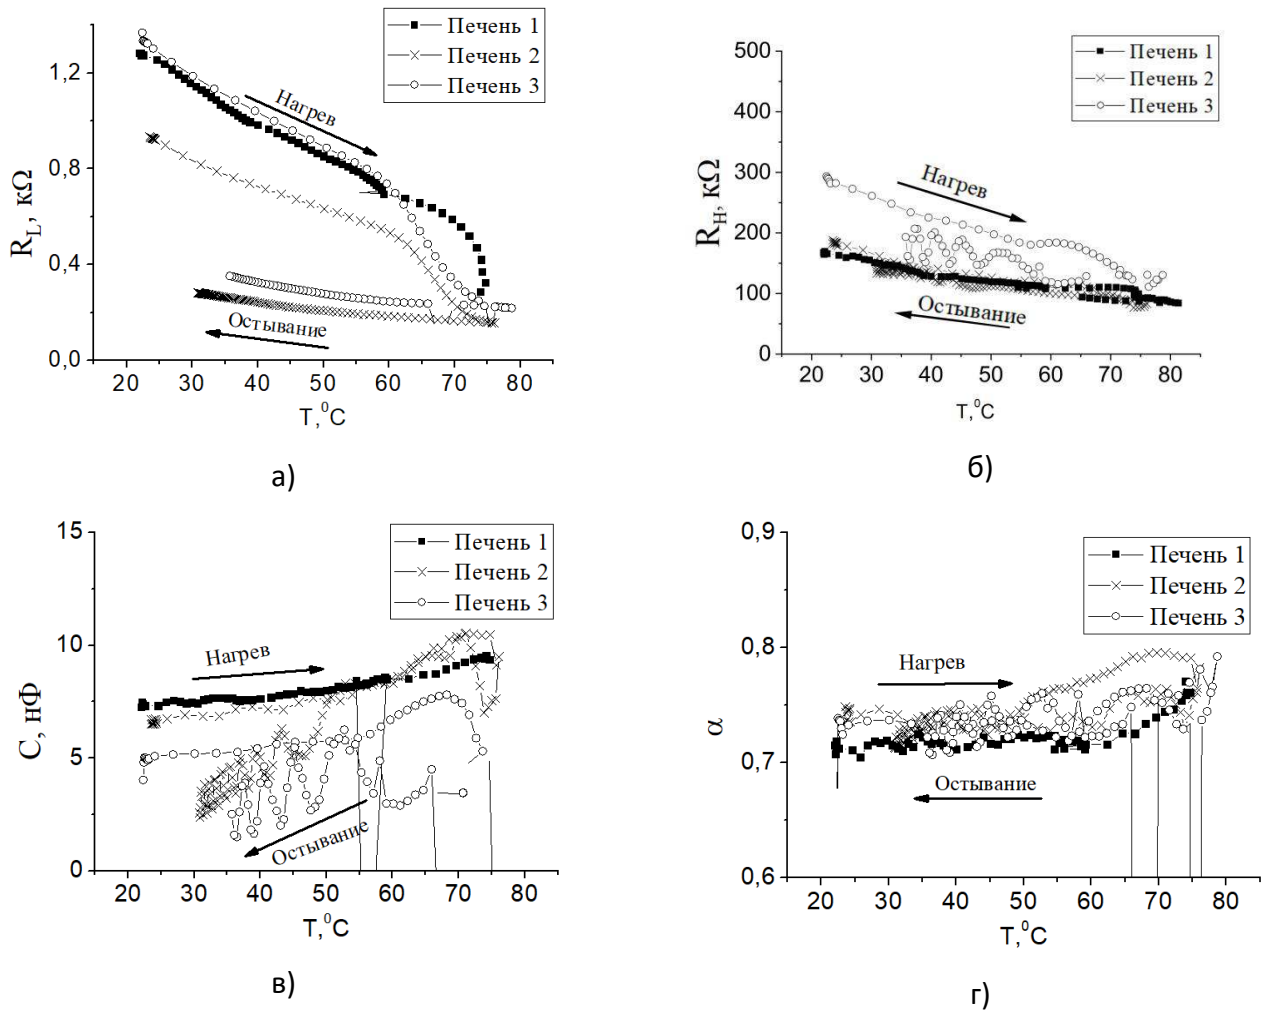 Печень 1
Печень 2
Печень 3
Нагрев
Остывание
R_L, кΩ
1,2
0,8
0,4
0,0
20 30 40 50 60 70 80
T,⁰C
а)
Печень 1
Печень 2
Печень 3
Нагрев
Остывание
R_H, кΩ
500
400
300
200
100
0
20 30 40 50 60 70 80
T,⁰C
б)
Печень 1
Печень 2
Печень 3
Нагрев
Остывание
C, нФ
15
10
5
0
20 30 40 50 60 70 80
T,⁰C
в)
Печень 1
Печень 2
Печень 3
Нагрев
Остывание
α
0,9
0,8
0,7
0,6
20 30 40 50 60 70 80
T,⁰C
г)